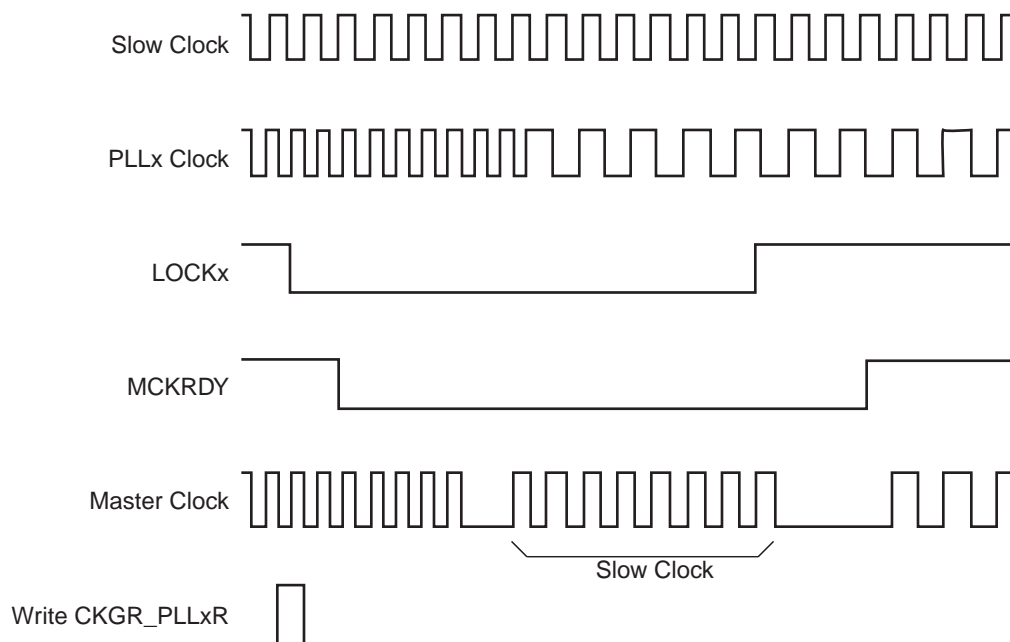 Slow Clock
PLLx Clock
LOCKx
MCKRDY
Master Clock
Slow Clock
Write CKGR_PLLxR